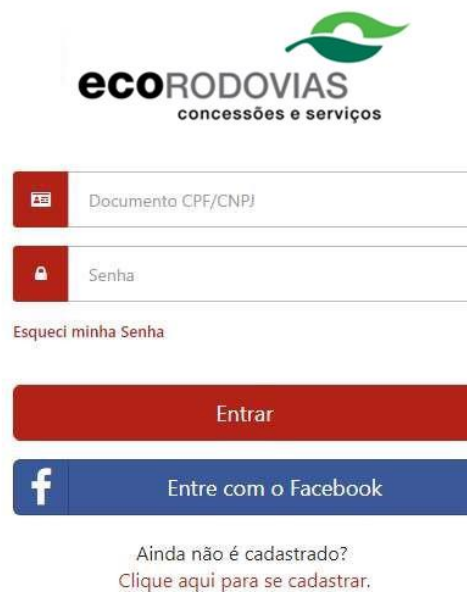 ecoRODOVIAS
concessões e serviços
Documento CPF/CNPJ
Senha
Esqueci minha Senha
Entrar
f Entre com o Facebook
Ainda não é cadastrado?
Clique aqui para se cadastrar.